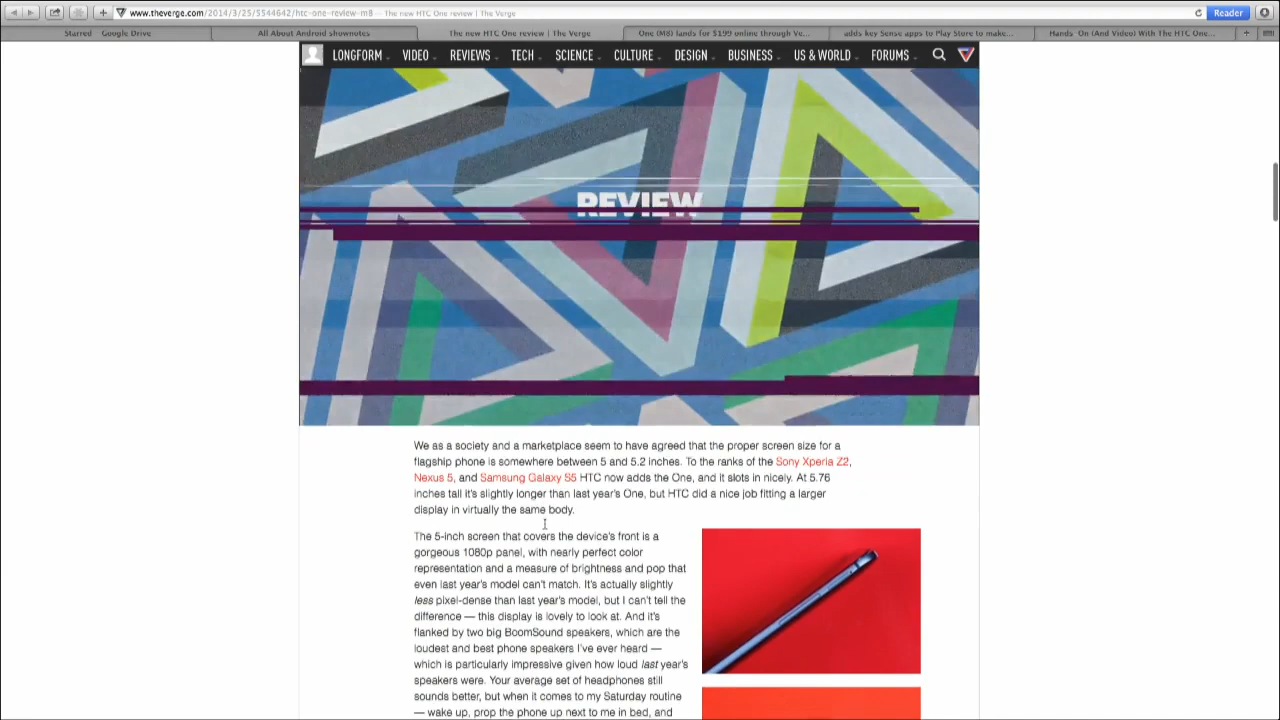 www.theverge.com/2014/3/25/5544642/htc-one-review-m8 — The new HTC One review | The Verge
Reader
Starred – Google Drive
All About Android shownotes
The new HTC One review | The Verge
One (M8) lands for $199 online through Ve...
adds key Sense apps to Play Store to make...
Hands-On (And Video) With The HTC One...
LONGFORM VIDEO REVIEWS TECH SCIENCE CULTURE DESIGN BUSINESS US & WORLD FORUMS
REVIEW
We as a society and a marketplace seem to have agreed that the proper screen size for a
flagship phone is somewhere between 5 and 5.2 inches. To the ranks of the Sony Xperia Z2,
Nexus 5, and Samsung Galaxy S5 HTC now adds the One, and it slots in nicely. At 5.76
inches tall it's slightly longer than last year's One, but HTC did a nice job fitting a larger
display in virtually the same body.
The 5-inch screen that covers the device's front is a
gorgeous 1080p panel, with nearly perfect color
representation and a measure of brightness and pop that
even last year's model can't match. It's actually slightly
less pixel-dense than last year's model, but I can't tell the
difference — this display is lovely to look at. And it's
flanked by two big BoomSound speakers, which are the
loudest and best phone speakers I've ever heard —
which is particularly impressive given how loud last year's
speakers were. Your average set of headphones still
sounds better, but when it comes to my Saturday routine
— wake up, prop the phone up next to me in bed, and